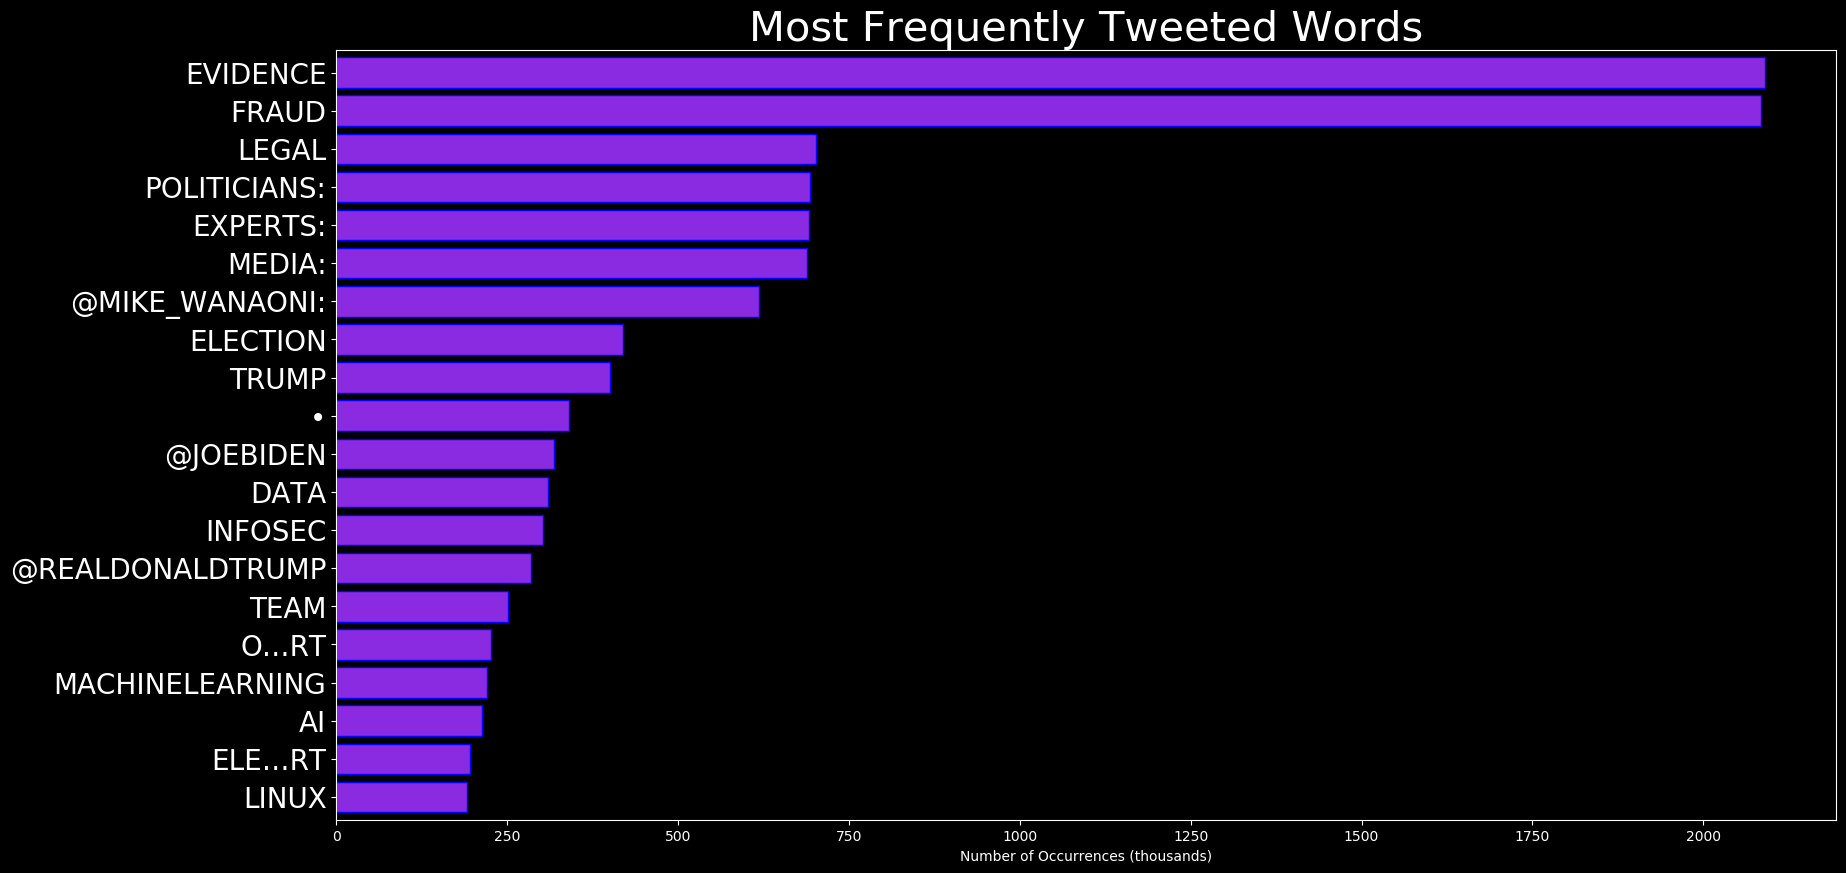 Most Frequently Tweeted Words
EVIDENCE
FRAUD
LEGAL
POLITICIANS:
EXPERTS:
MEDIA:
@MIKE_WANAONI:
ELECTION
TRUMP
•
@JOEBIDEN
DATA
INFOSEC
@REALDONALDTRUMP
TEAM
O…RT
MACHINELEARNING
AI
ELE…RT
LINUX
0 250 500 750 1000 1250 1500 1750 2000
Number of Occurrences (thousands)